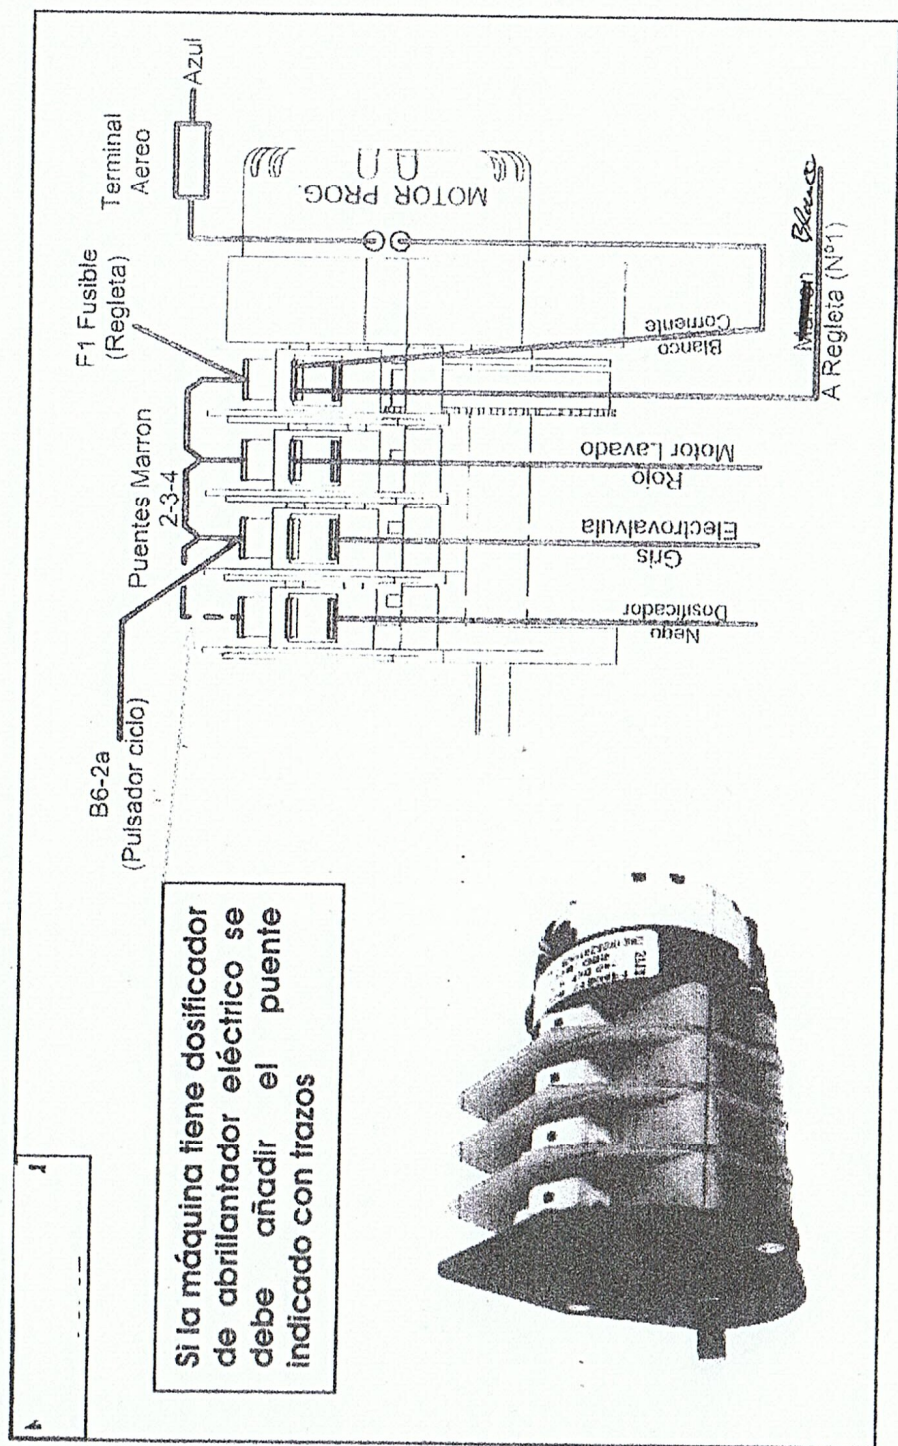 Azul
Terminal
Aereo
F1 Fusible
(Regleta)
Puentes Marron
2-3-4
B6-2a
(Pulsador ciclo)
MOTOR PROG.
Corriente
Blanco
Motor Lavado
Rojo
Electrovalvula
Gris
Dosificador
Nego
Blanco
A Regleta (Nº1)
Si la máquina tiene dosificador
de abrillantador eléctrico se
debe añadir el puente
indicado con trazos